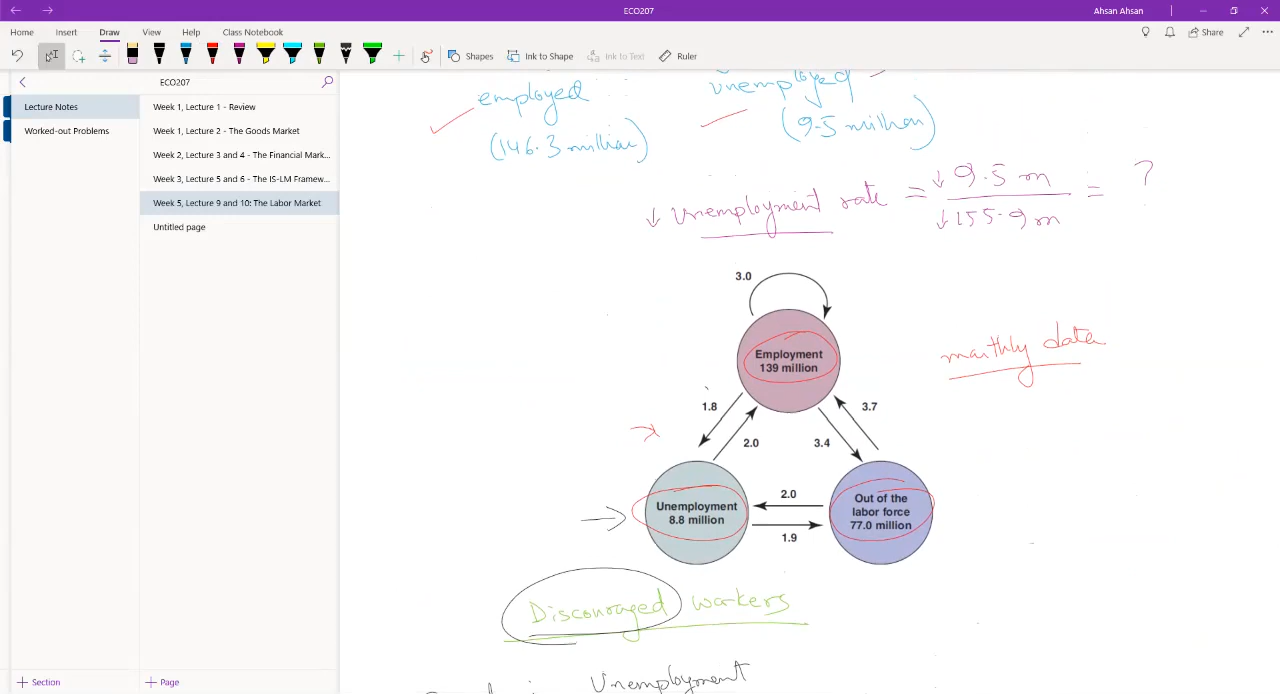 ECO207
Ahsan Ahsan
Home Insert Draw View Help Class Notebook
Share
Shapes Ink to Shape Ink to Text Ruler
ECO207
Lecture Notes
Worked-out Problems
Week 1, Lecture 1 - Review
Week 1, Lecture 2 - The Goods Market
Week 2, Lecture 3 and 4 - The Financial Mark...
Week 3, Lecture 5 and 6 - The IS-LM Framew...
Week 5, Lecture 9 and 10: The Labor Market
Untitled page
employed unemployed
(146.3 million) (9.5 million)
↓ Unemployment rate = ↓ 9.5 m / ↓ 155.9 m = ?
3.0
Employment
139 million
monthly data
1.8 3.7
2.0 3.4
Unemployment
8.8 million
2.0
1.9
Out of the
labor force
77.0 million
Discouraged workers
Unemployment
+ Section + Page